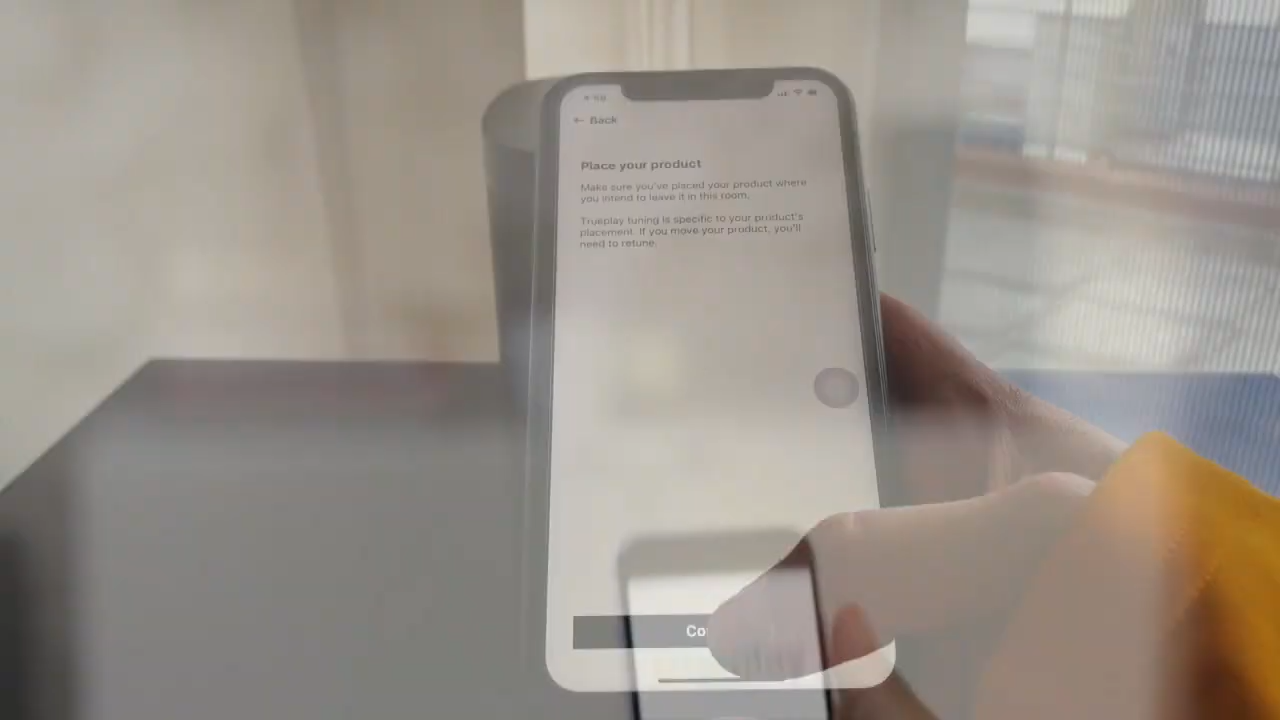 Back
Place your product
Make sure you've placed your product where
you intend to leave it in this room.
Trueplay tuning is specific to your product's
placement. If you move your product, you'll
need to retune.